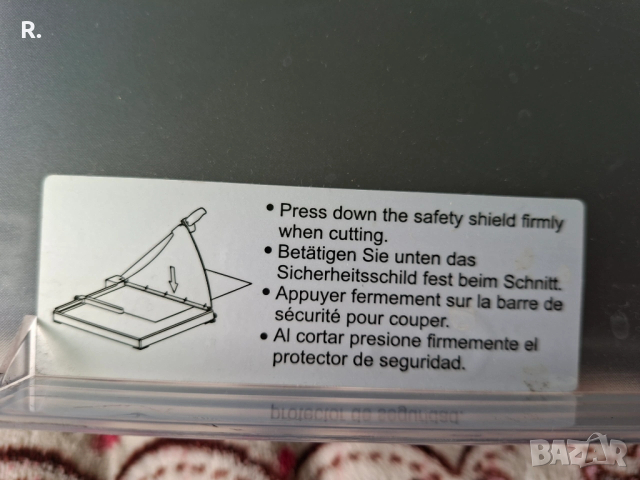 R.
• Press down the safety shield firmly
when cutting.
• Betätigen Sie unten das
Sicherheitsschild fest beim Schnitt.
• Appuyer fermement sur la barre de
sécurité pour couper.
• Al cortar presione firmemente el
protector de seguridad.
protector de seguridad.
BAZAR